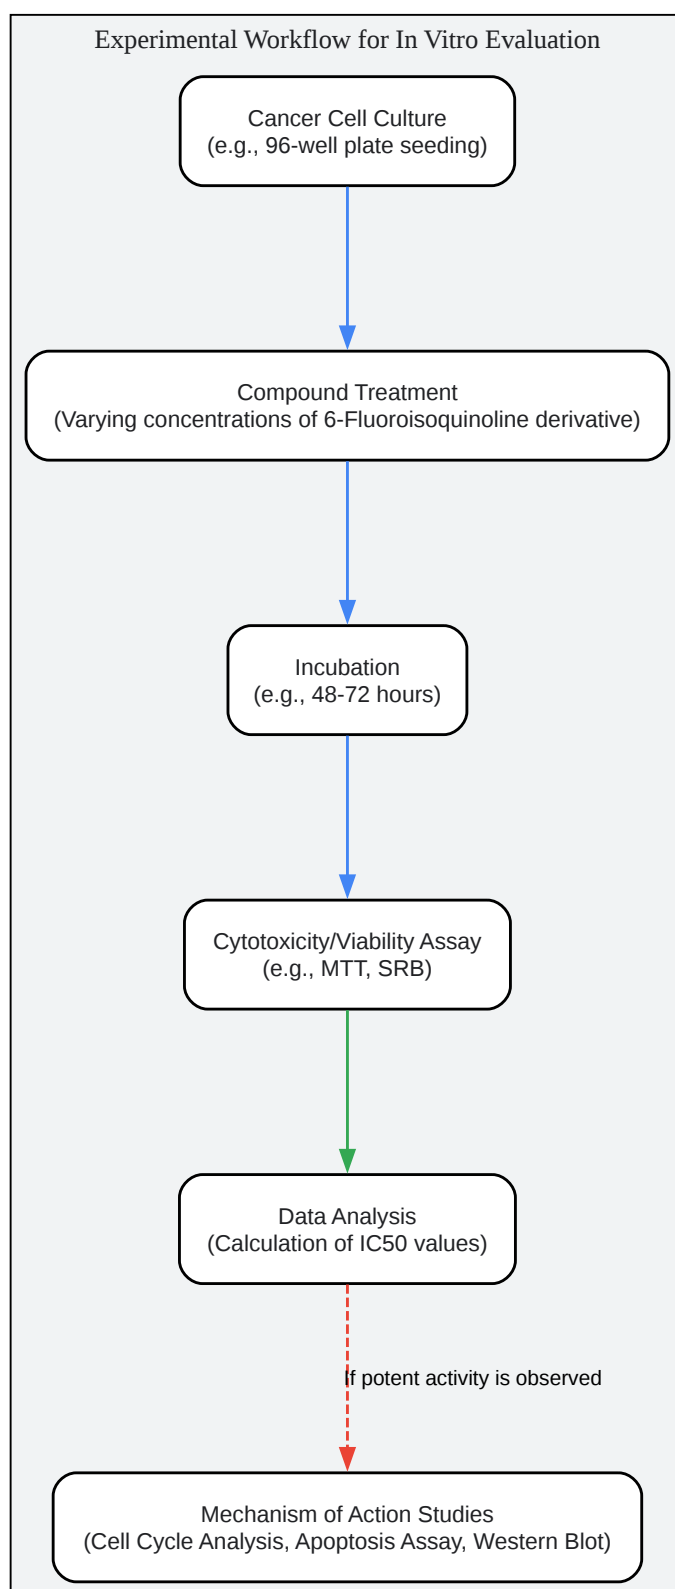 Experimental Workflow for In Vitro Evaluation
Cancer Cell Culture
(e.g., 96-well plate seeding)
Compound Treatment
(Varying concentrations of 6-Fluoroisoquinoline derivative)
Incubation
(e.g., 48-72 hours)
Cytotoxicity/Viability Assay
(e.g., MTT, SRB)
Data Analysis
(Calculation of IC50 values)
If potent activity is observed
Mechanism of Action Studies
(Cell Cycle Analysis, Apoptosis Assay, Western Blot)